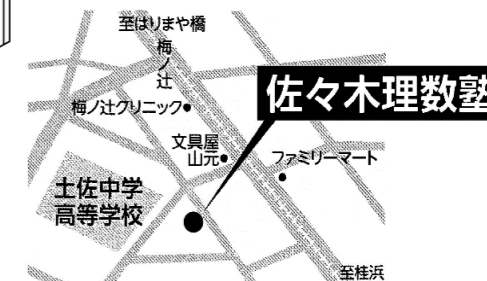 至はりまや橋
梅ノ辻
梅ノ辻クリニック
佐々木理数塾
文具屋
山元
ファミリーマート
土佐中学
高等学校
至桂浜